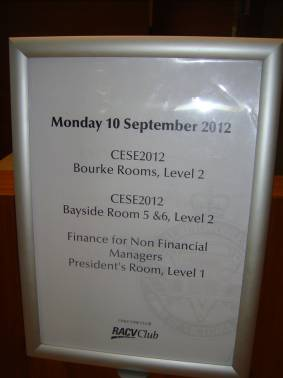 Monday 10 September 2012
CESE2012
Bourke Rooms, Level 2
CESE2012
Bayside Room 5 &6, Level 2
Finance for Non Financial
Managers
President's Room, Level 1
RACV Club